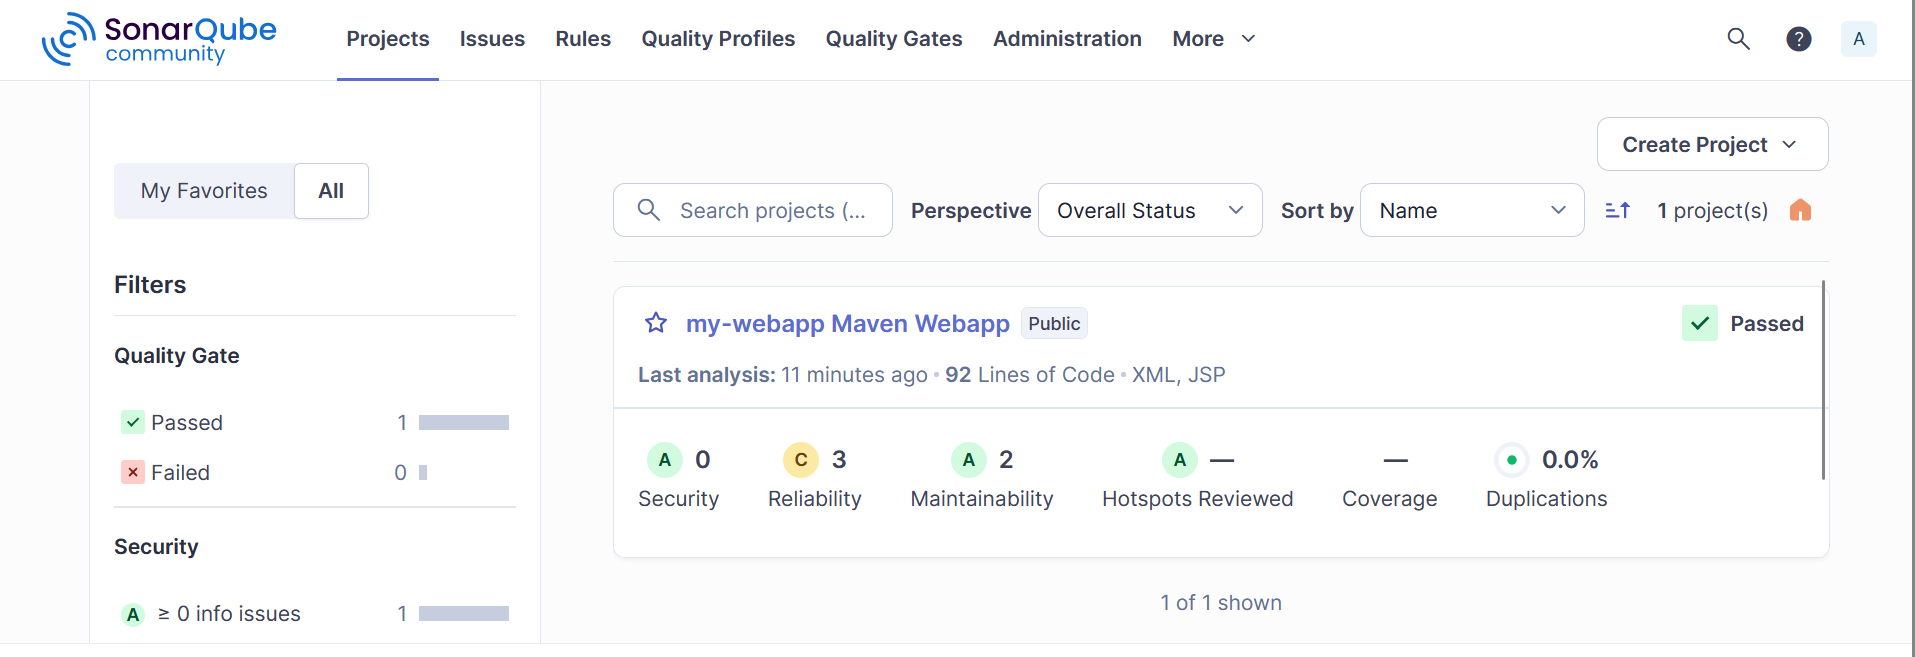 SonarQube
community
Projects Issues Rules Quality Profiles Quality Gates Administration More ? A
Create Project
My Favorites All
Search projects (... Perspective Overall Status Sort by Name 1 project(s)
Filters
Quality Gate
Passed 1
Failed 0
Security
A ≥ 0 info issues 1
my-webapp Maven Webapp Public Passed
Last analysis: 11 minutes ago • 92 Lines of Code • XML, JSP
A 0 C 3 A 2 A — — 0.0%
Security Reliability Maintainability Hotspots Reviewed Coverage Duplications
1 of 1 shown